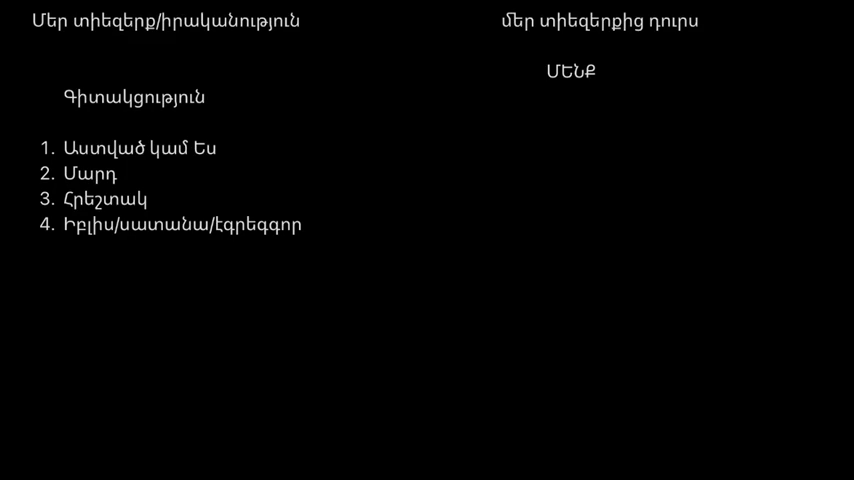 Մեր տիեզերք/իրականություն
մեր տիեզերքից դուրս
ՄԵՆՔ
Գիտակցություն
1. Աստված կամ Ես
2. Մարդ
3. Հրեշտակ
4. Իբլիս/սատանա/էգրեգգոր